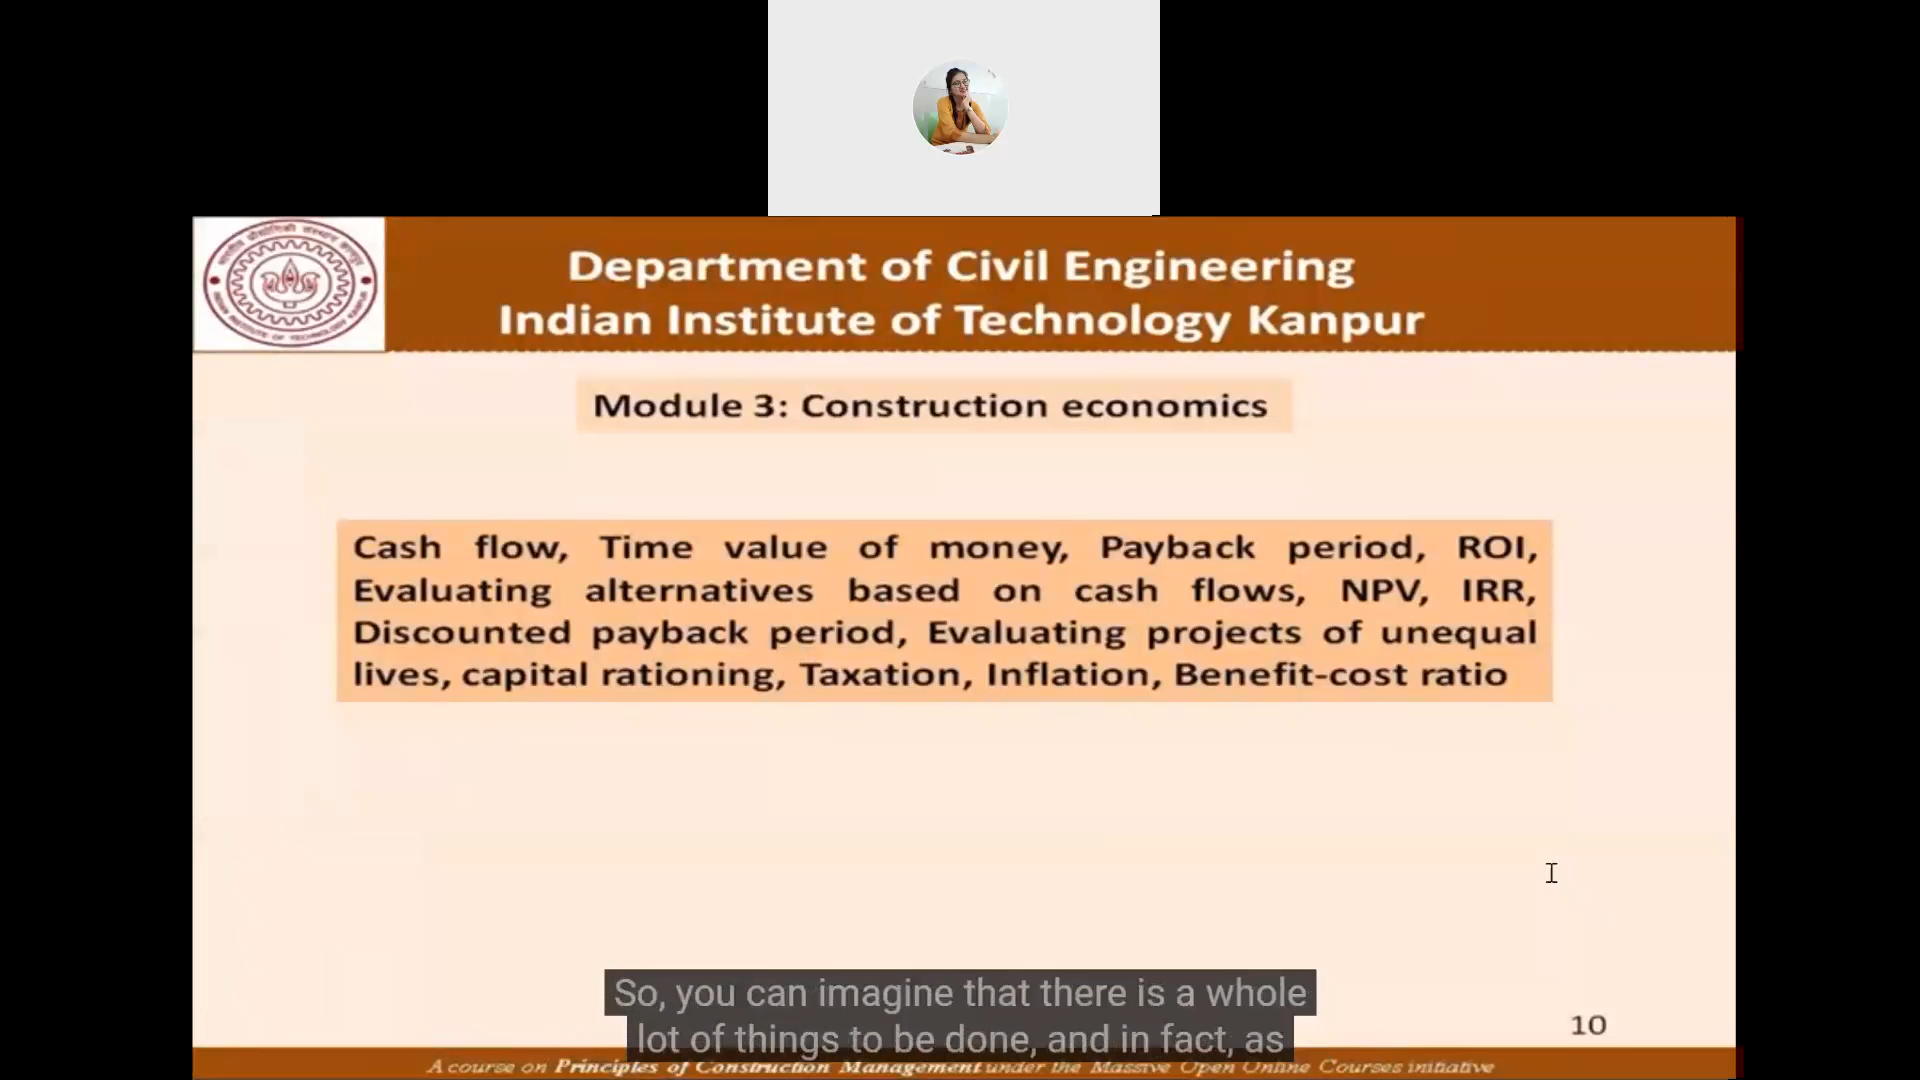 Department of Civil Engineering
Indian Institute of Technology Kanpur
Module 3: Construction economics
Cash flow, Time value of money, Payback period, ROI,
Evaluating alternatives based on cash flows, NPV, IRR,
Discounted payback period, Evaluating projects of unequal
lives, capital rationing, Taxation, Inflation, Benefit-cost ratio
So, you can imagine that there is a whole
lot of things to be done, and in fact, as
10
A course on Principles of Construction Management under the Massive Open Online Courses initiative